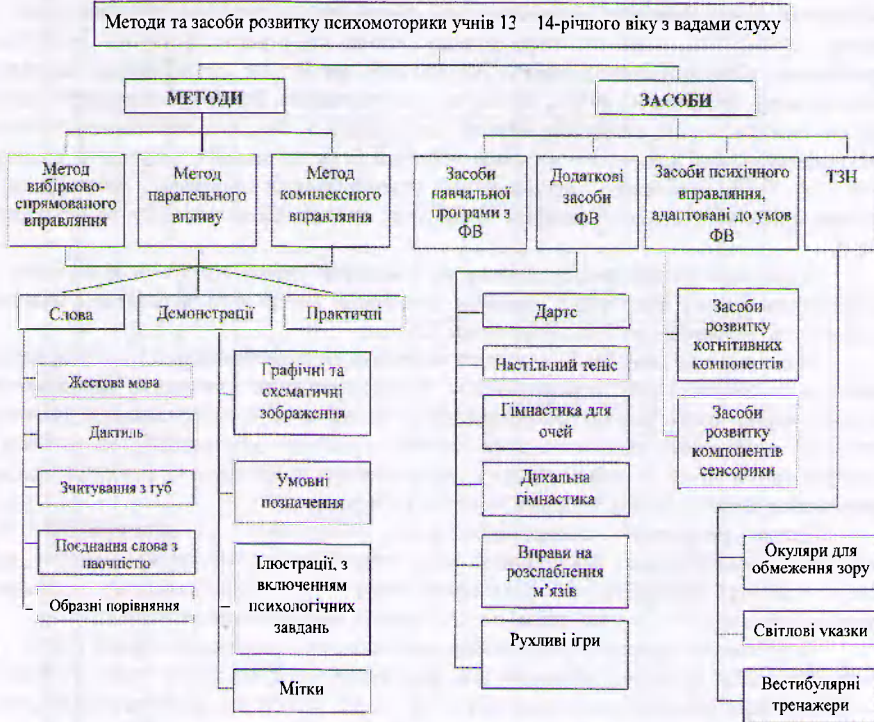 Методи та засоби розвитку психомоторики учнів 13 14-річного віку з вадами слуху
МЕТОДИ
ЗАСОБИ
Метод
вибірково-
спрямованого
вправляння
Метод
паралельного
впливу
Метод
комплексного
вправляння
Засоби
навчальної
програми з
ФВ
Додаткові
засоби
ФВ
Засоби психічного
вправляння,
адаптовані до умов
ФВ
ТЗН
Слова
Демонстрації
Практичні
Жестова мова
Дактиль
Зчитування з губ
Поєднання слова з
наочністю
Образні порівняння
Графічні та
схематичні
зображення
Умовні
позначення
Ілюстрації, з
включенням
психологічних
завдань
Мітки
Дартс
Настільний теніс
Гімнастика для
очей
Дихальна
гімнастика
Вправи на
розслаблення
м'язів
Рухливі ігри
Засоби
розвитку
когнітивних
компонентів
Засоби
розвитку
компонентів
сенсорики
Окуляри для
обмеження зору
Світлові указки
Вестибулярні
тренажери